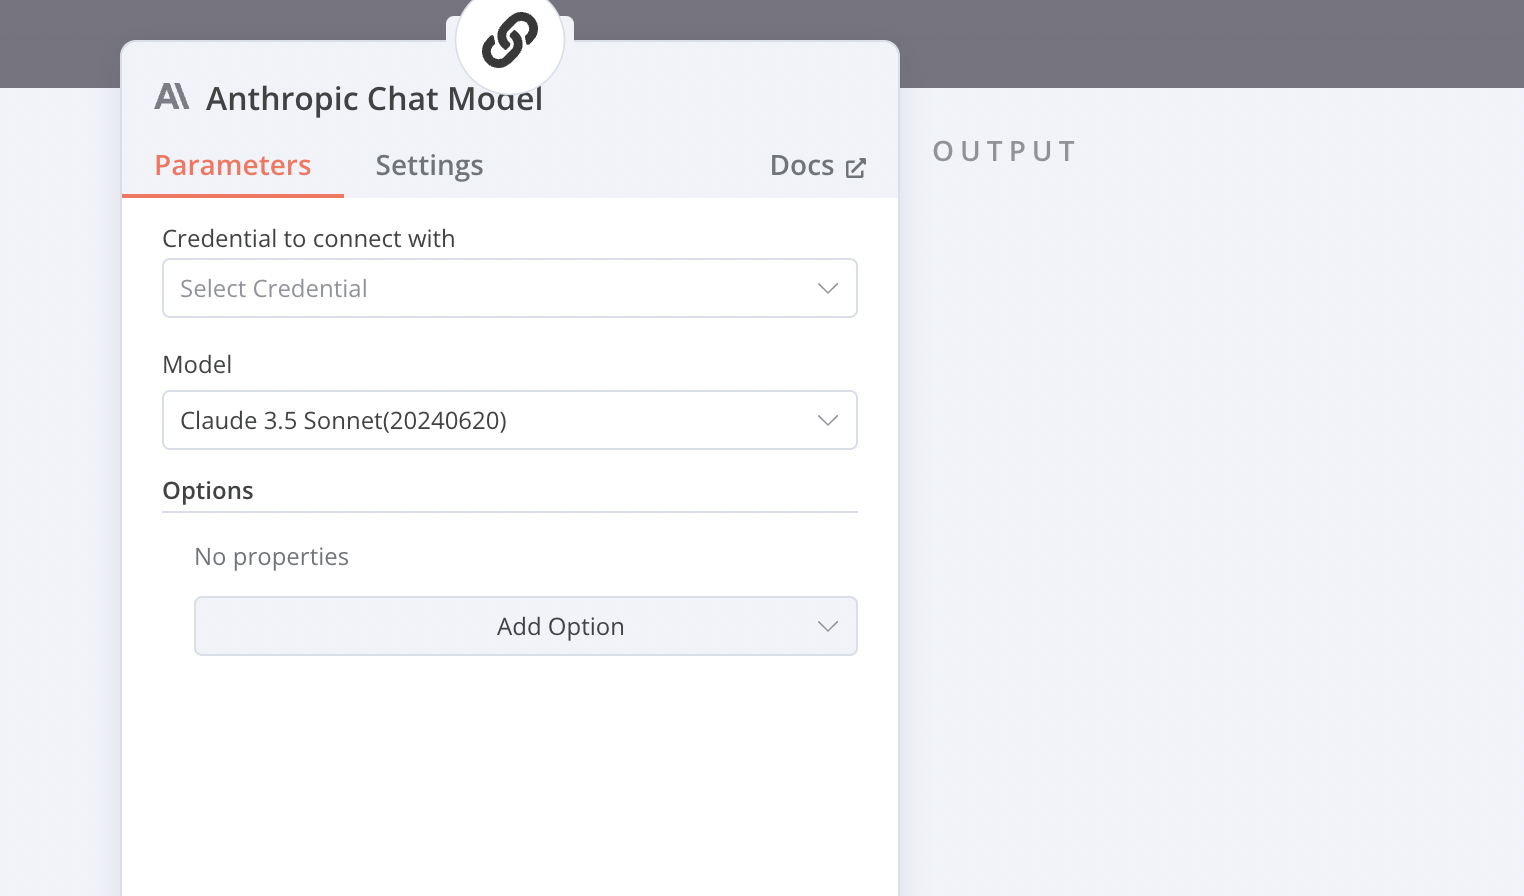 Anthropic Chat Model
Parameters Settings Docs
OUTPUT
Credential to connect with
Select Credential
Model
Claude 3.5 Sonnet(20240620)
Options
No properties
Add Option